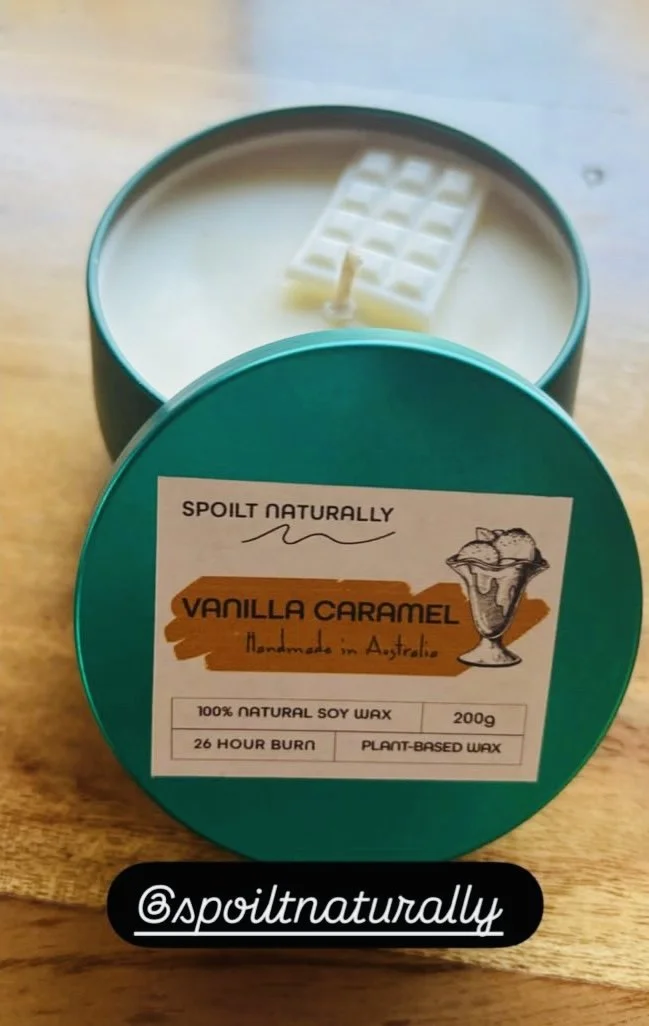 SPOILT NATURALLY
VANILLA CARAMEL
Handmade in Australia
100% NATURAL SOY WAX 200g
26 HOUR BURN PLANT-BASED WAX
@spoiltnaturally